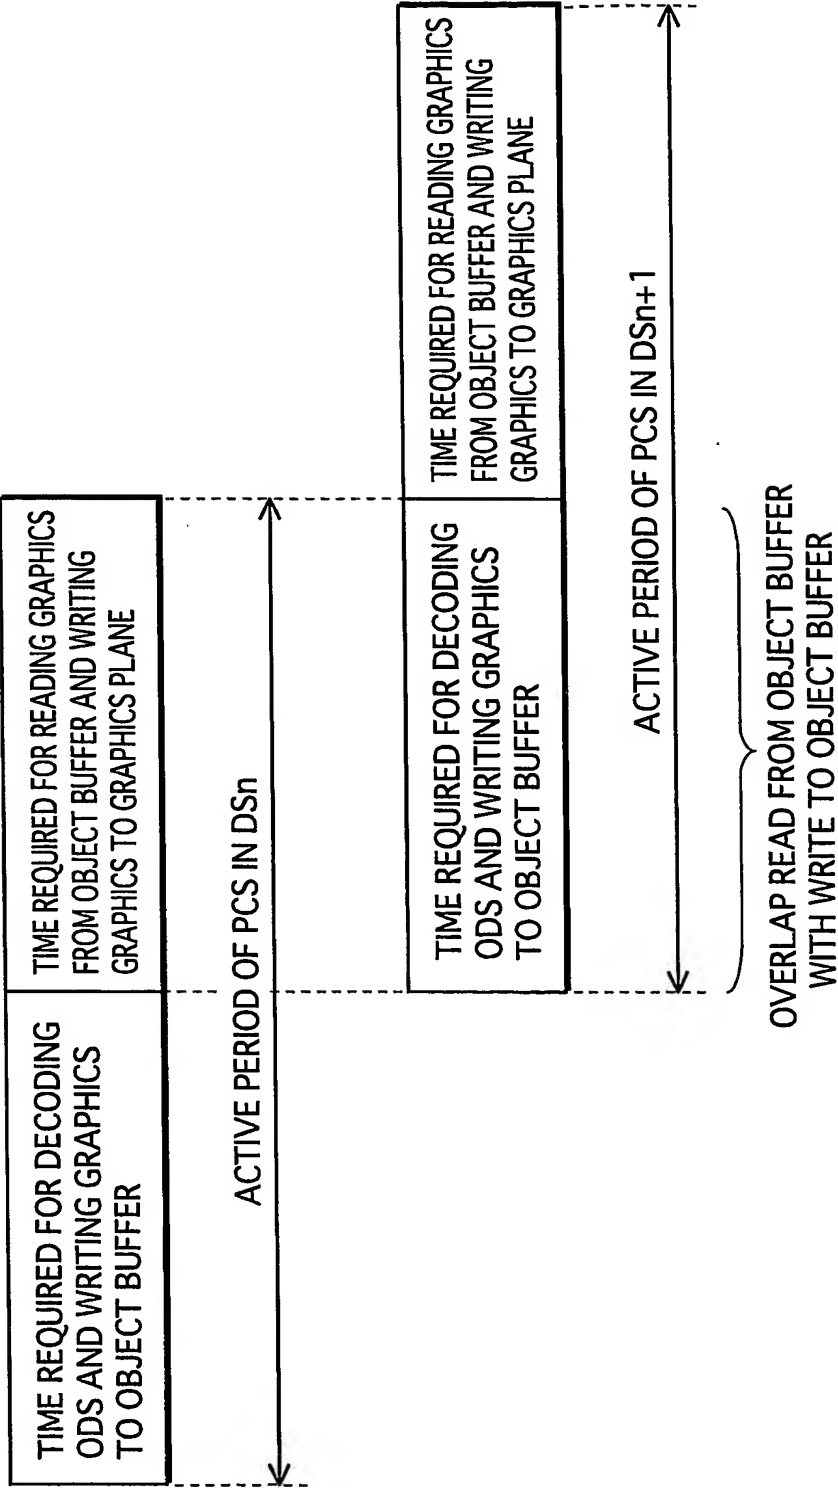 TIME REQUIRED FOR DECODING
ODS AND WRITING GRAPHICS
TO OBJECT BUFFER
TIME REQUIRED FOR READING GRAPHICS
FROM OBJECT BUFFER AND WRITING
GRAPHICS TO GRAPHICS PLANE
ACTIVE PERIOD OF PCS IN DSn
TIME REQUIRED FOR DECODING
ODS AND WRITING GRAPHICS
TO OBJECT BUFFER
TIME REQUIRED FOR READING GRAPHICS
FROM OBJECT BUFFER AND WRITING
GRAPHICS TO GRAPHICS PLANE
ACTIVE PERIOD OF PCS IN DSn+1
OVERLAP READ FROM OBJECT BUFFER
WITH WRITE TO OBJECT BUFFER